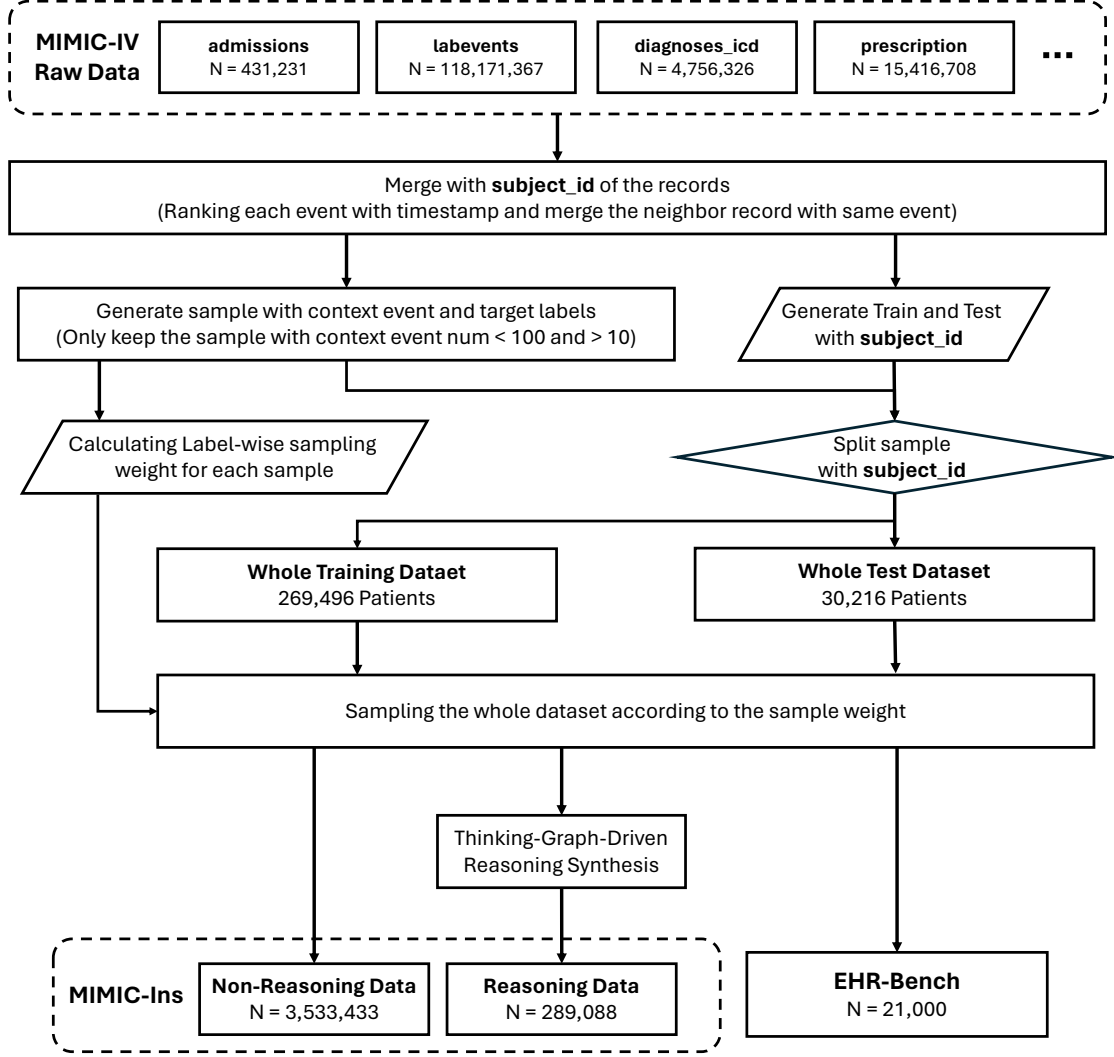 MIMIC-IV
Raw Data
admissions
N = 431,231
labevents
N = 118,171,367
diagnoses_icd
N = 4,756,326
prescription
N = 15,416,708
...
Merge with subject_id of the records
(Ranking each event with timestamp and merge the neighbor record with same event)
Generate sample with context event and target labels
(Only keep the sample with context event num < 100 and > 10)
Generate Train and Test
with subject_id
Calculating Label-wise sampling
weight for each sample
Split sample
with subject_id
Whole Training Dataet
269,496 Patients
Whole Test Dataset
30,216 Patients
Sampling the whole dataset according to the sample weight
Thinking-Graph-Driven
Reasoning Synthesis
MIMIC-Ins
Non-Reasoning Data
N = 3,533,433
Reasoning Data
N = 289,088
EHR-Bench
N = 21,000